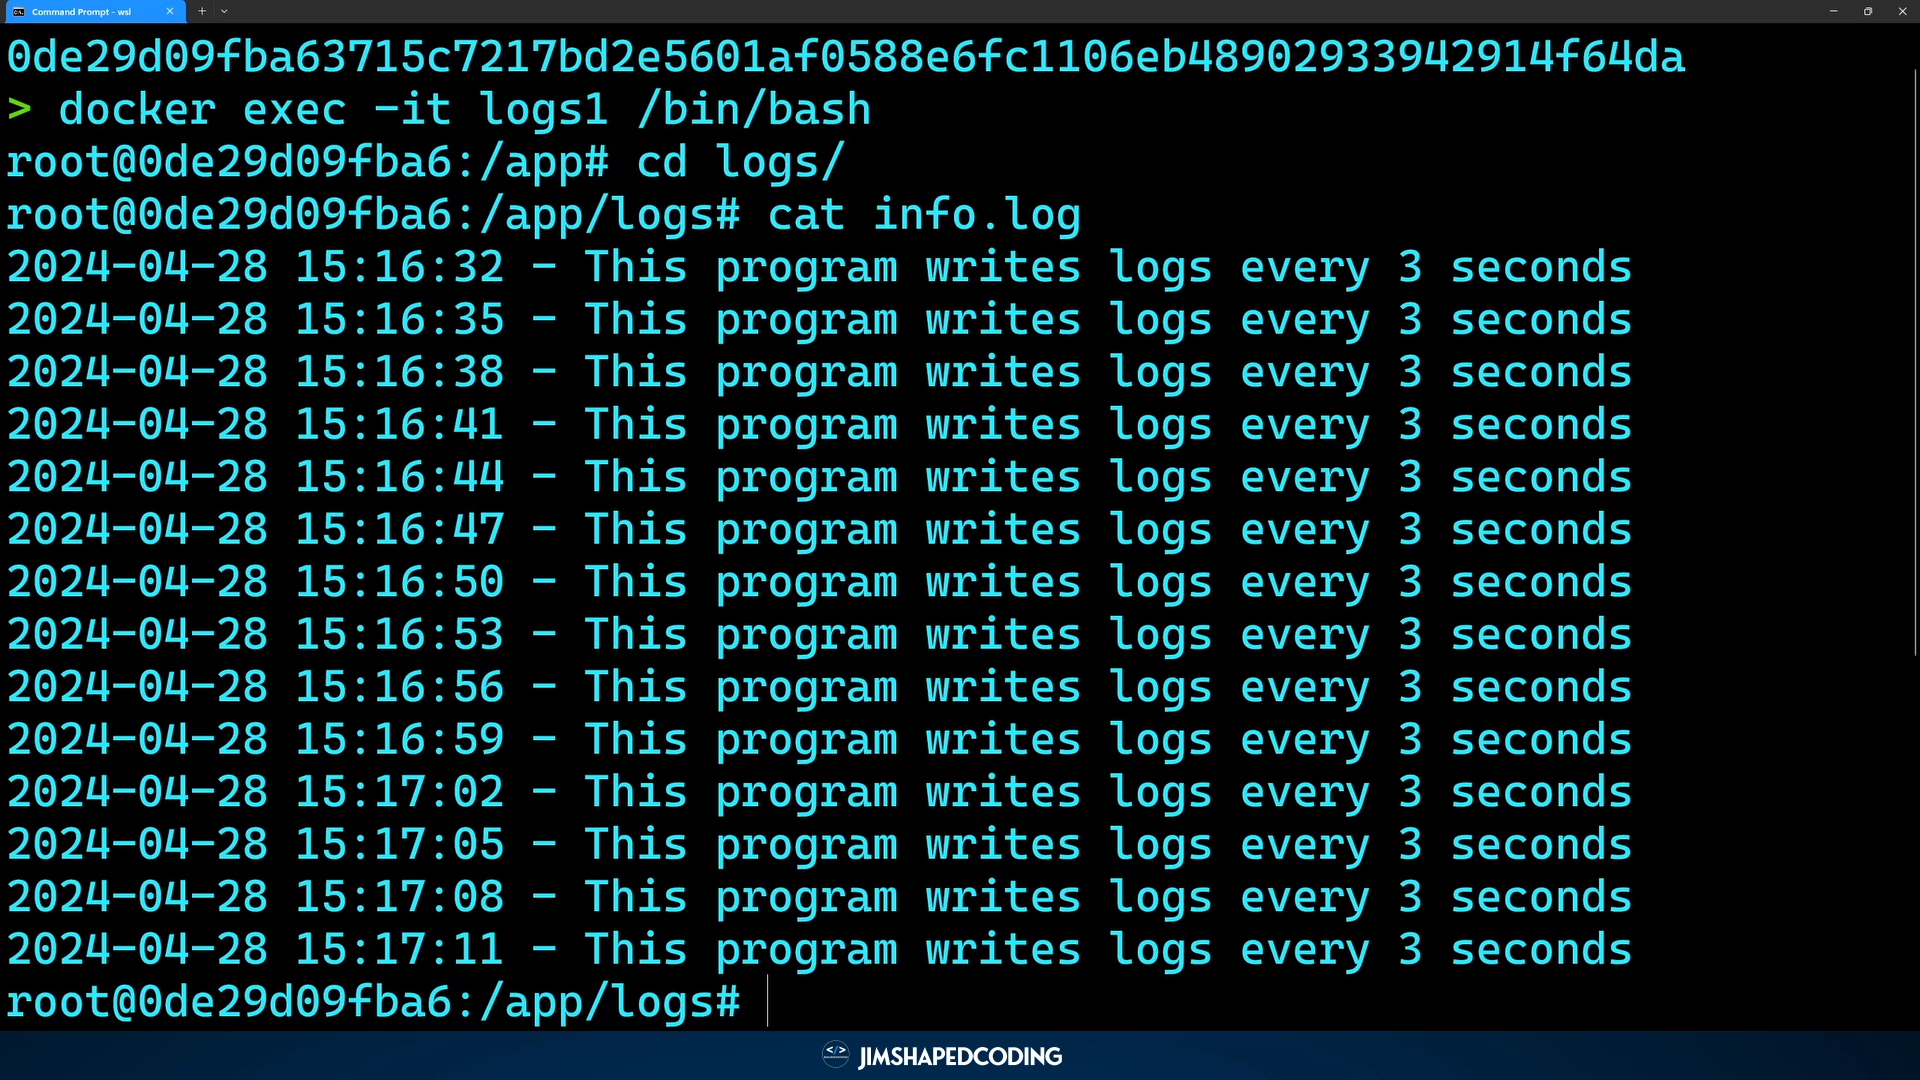 Command Prompt - wsl
0de29d09fba63715c7217bd2e5601af0588e6fc1106eb48902933942914f64da
> docker exec -it logs1 /bin/bash
root@0de29d09fba6:/app# cd logs/
root@0de29d09fba6:/app/logs# cat info.log
2024-04-28 15:16:32 - This program writes logs every 3 seconds
2024-04-28 15:16:35 - This program writes logs every 3 seconds
2024-04-28 15:16:38 - This program writes logs every 3 seconds
2024-04-28 15:16:41 - This program writes logs every 3 seconds
2024-04-28 15:16:44 - This program writes logs every 3 seconds
2024-04-28 15:16:47 - This program writes logs every 3 seconds
2024-04-28 15:16:50 - This program writes logs every 3 seconds
2024-04-28 15:16:53 - This program writes logs every 3 seconds
2024-04-28 15:16:56 - This program writes logs every 3 seconds
2024-04-28 15:16:59 - This program writes logs every 3 seconds
2024-04-28 15:17:02 - This program writes logs every 3 seconds
2024-04-28 15:17:05 - This program writes logs every 3 seconds
2024-04-28 15:17:08 - This program writes logs every 3 seconds
2024-04-28 15:17:11 - This program writes logs every 3 seconds
root@0de29d09fba6:/app/logs#
</> JIMSHAPEDCODING